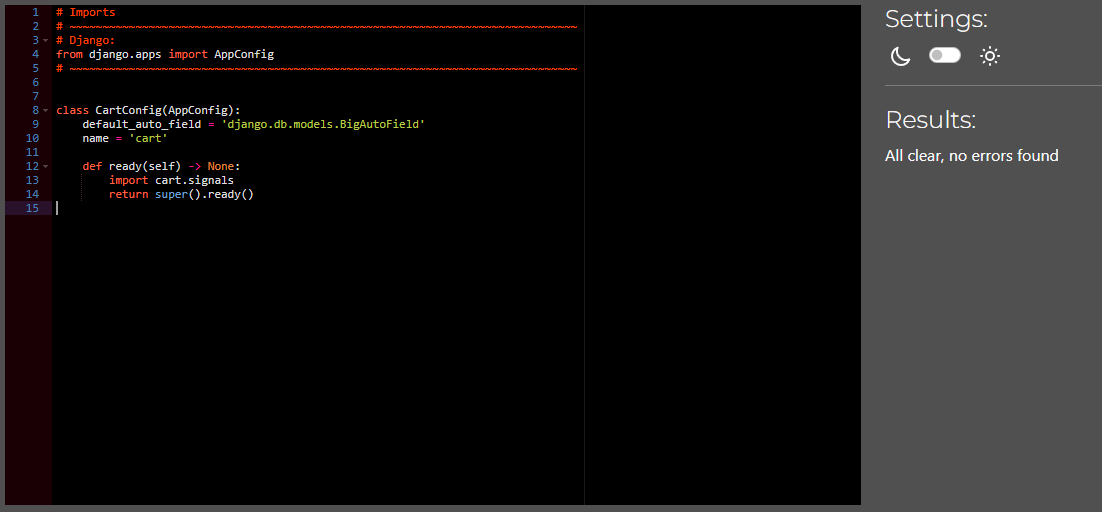 1 # Imports
2 # ~~~~~~~~~~~~~~~~~~~~~~~~~~~~~~~~~~~~~~~~~~~~~~~~~~~~~~~~~~~~~~~~~~~~~~~~~~~~~
3 # Django:
4 from django.apps import AppConfig
5 # ~~~~~~~~~~~~~~~~~~~~~~~~~~~~~~~~~~~~~~~~~~~~~~~~~~~~~~~~~~~~~~~~~~~~~~~~~~~~~
6
7
8 class CartConfig(AppConfig):
9     default_auto_field = 'django.db.models.BigAutoField'
10     name = 'cart'
11
12     def ready(self) -> None:
13         import cart.signals
14         return super().ready()
15
Settings:
Results:
All clear, no errors found